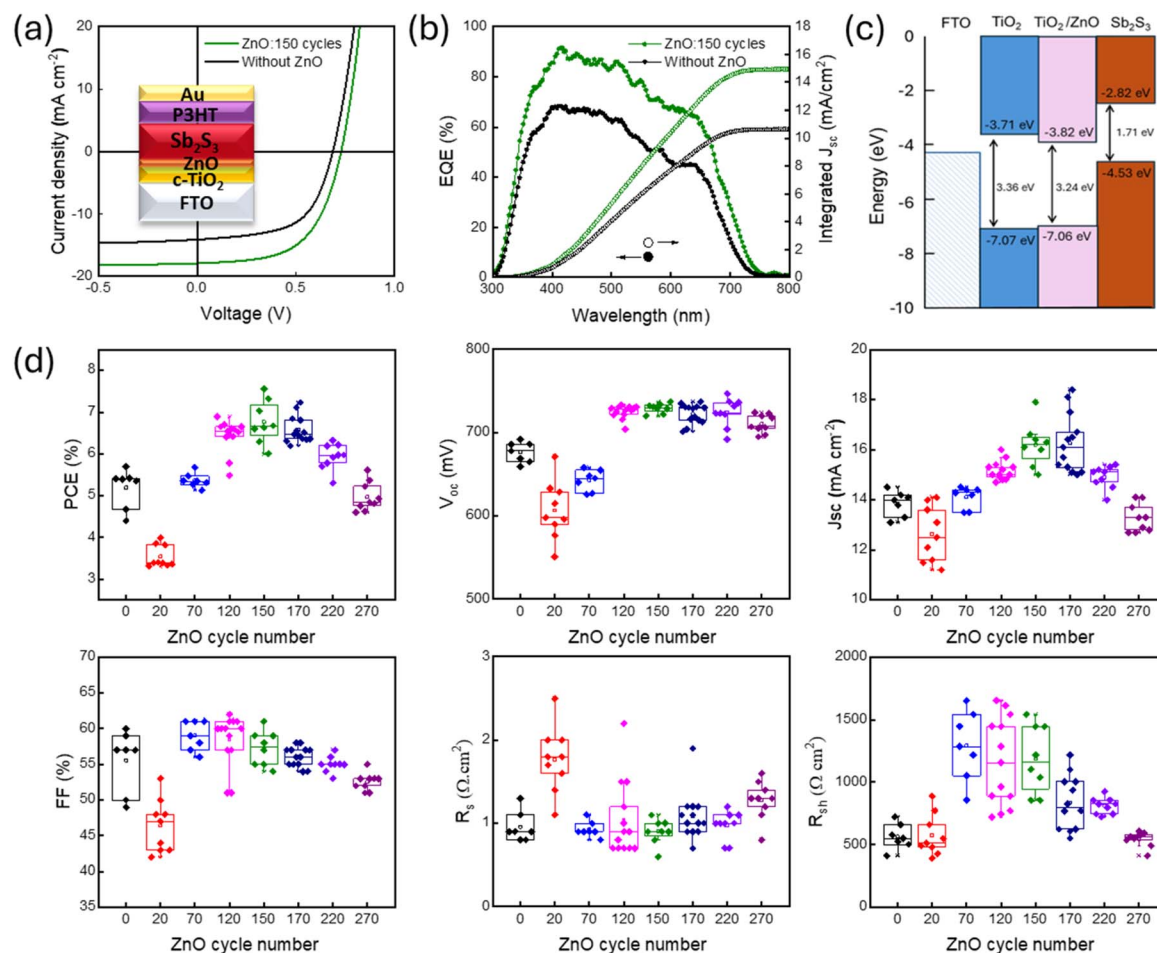 (a)
Current density (mA cm⁻²)
20
10
0
-10
20
-0.5
0.0
0.5
1.0
Voltage (V)
ZnO:150 cycles
Without ZnO
Au
P3HT
Sb₂S₃
ZnO
c-TiO₂
FTO
(b)
EQE (%)
100
80
60
40
20
0
300
400
500
600
700
800
Wavelength (nm)
ZnO:150 cycles
Without ZnO
Integrated Jsc (mA/cm²)
18
16
14
12
10
8
6
4
2
0
(c)
FTO
TiO₂
TiO₂/ZnO
Sb₂S₃
Energy (eV)
0
-2
-4
-6
-8
-10
-3.71 eV
-3.82 eV
-2.82 eV
3.36 eV
3.24 eV
1.71 eV
-4.53 eV
-7.07 eV
-7.06 eV
(d)
PCE (%)
8
7
6
5
4
3
0 20 70 120 150 170 220 270
ZnO cycle number
Voc (mV)
800
700
600
500
0 20 70 120 150 170 220 270
ZnO cycle number
Jsc (mA cm⁻²)
20
18
16
14
12
10
0 20 70 120 150 170 220 270
ZnO cycle number
FF (%)
70
65
60
55
50
45
40
35
0 20 70 120 150 170 220 270
ZnO cycle number
Rs (Ω.cm²)
3
2
1
0
0 20 70 120 150 170 220 270
ZnO cycle number
Rsh (Ω cm²)
2000
1500
1000
500
0
0 20 70 120 150 170 220 270
ZnO cycle number